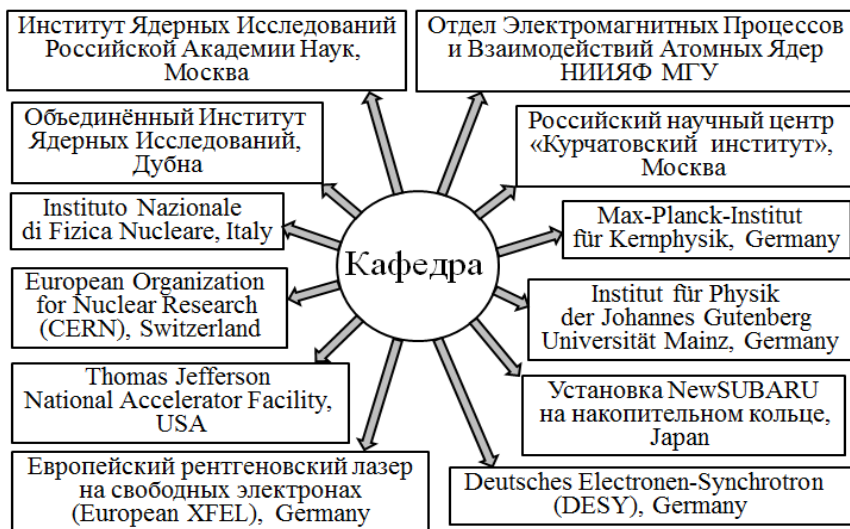 Институт Ядерных Исследований
Российской Академии Наук,
Москва
Отдел Электромагнитных Процессов
и Взаимодействий Атомных Ядер
НИИЯФ МГУ
Объединённый Институт
Ядерных Исследований,
Дубна
Российский научный центр
«Курчатовский институт»,
Москва
Instituto Nazionale
di Fizica Nucleare, Italy
Max-Planck-Institut
für Kernphysik, Germany
Кафедра
European Organization
for Nuclear Research
(CERN), Switzerland
Institut für Physik
der Johannes Gutenberg
Universität Mainz, Germany
Thomas Jefferson
National Accelerator Facility,
USA
Установка NewSUBARU
на накопительном кольце,
Japan
Европейский рентгеновский лазер
на свободных электронах
(European XFEL), Germany
Deutsches Electronen-Synchrotron
(DESY), Germany